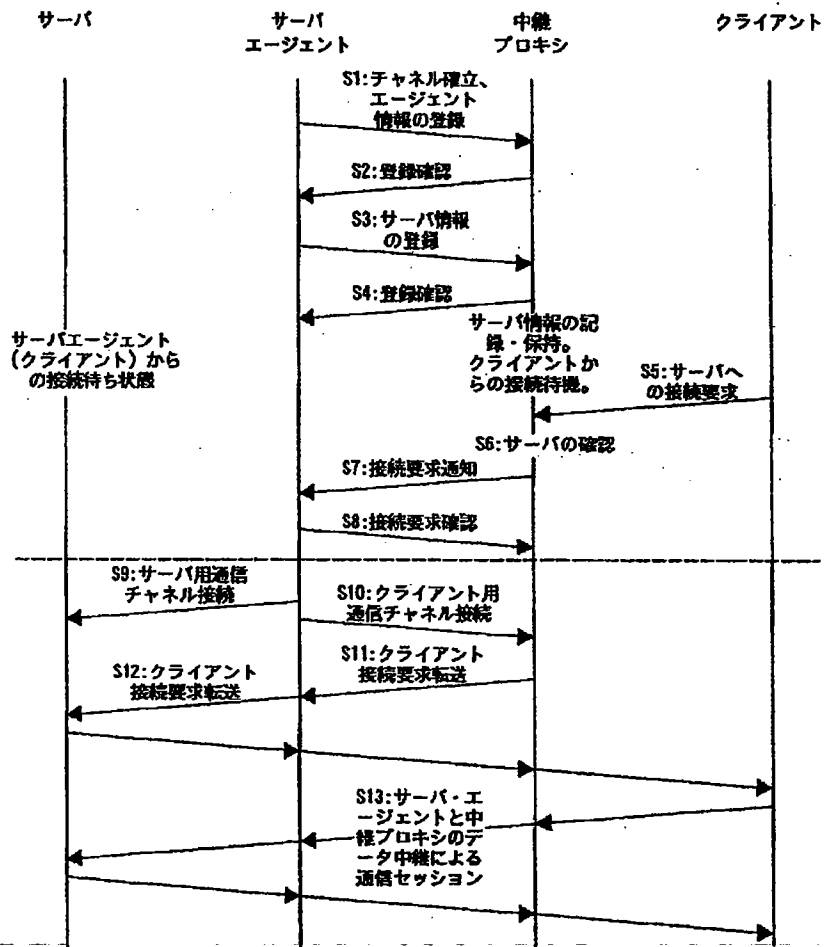 サーバ
サーバ
エージェント
中継
プロキシ
クライアント
S1:チャネル確立、
エージェント
情報の登録
S2:登録確認
S3:サーバ情報
の登録
S4:登録確認
サーバエージェント
(クライアント)から
の接続待ち状態
サーバ情報の記
録・保持。
クライアントか
らの接続待機。
S5:サーバへ
の接続要求
S6:サーバの確認
S7:接続要求通知
S8:接続要求確認
S9:サーバ用通信
チャネル接続
S10:クライアント用
通信チャネル接続
S11:クライアント
接続要求転送
S12:クライアント
接続要求転送
S13:サーバ・エ
ージェントと中
継プロキシのデ
ータ中継による
通信セッション